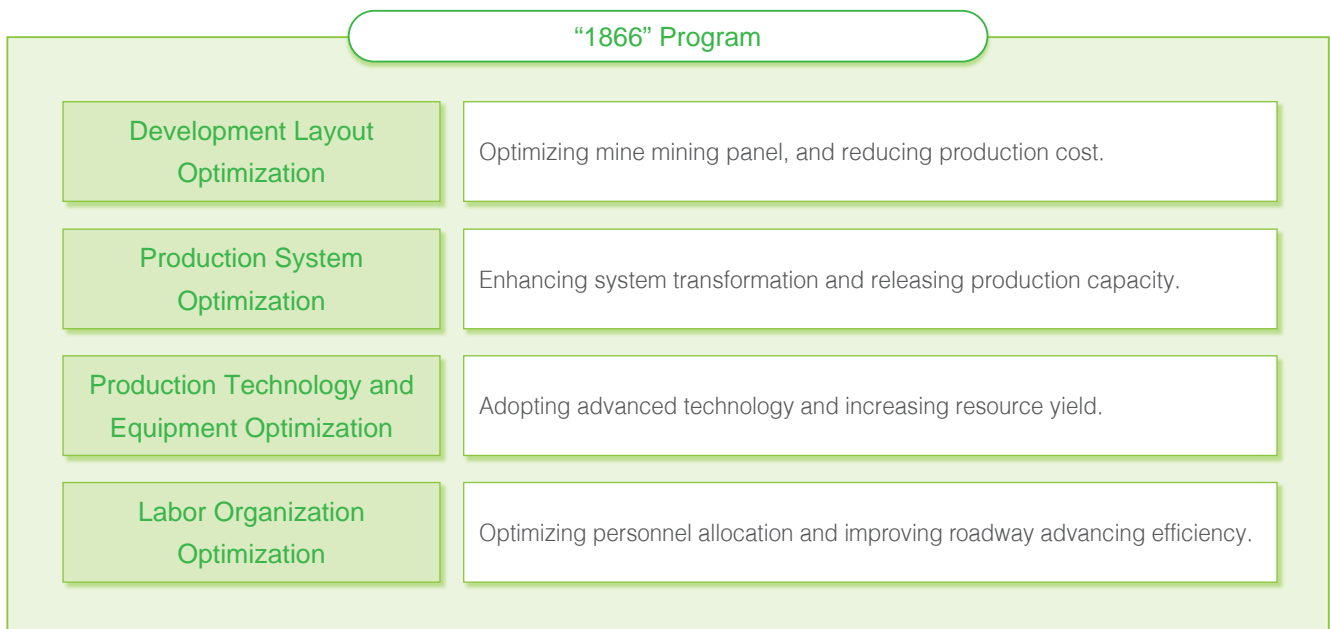 “1866” Program
Development Layout
Optimization
Optimizing mine mining panel, and reducing production cost.
Production System
Optimization
Enhancing system transformation and releasing production capacity.
Production Technology and
Equipment Optimization
Adopting advanced technology and increasing resource yield.
Labor Organization
Optimization
Optimizing personnel allocation and improving roadway advancing efficiency.